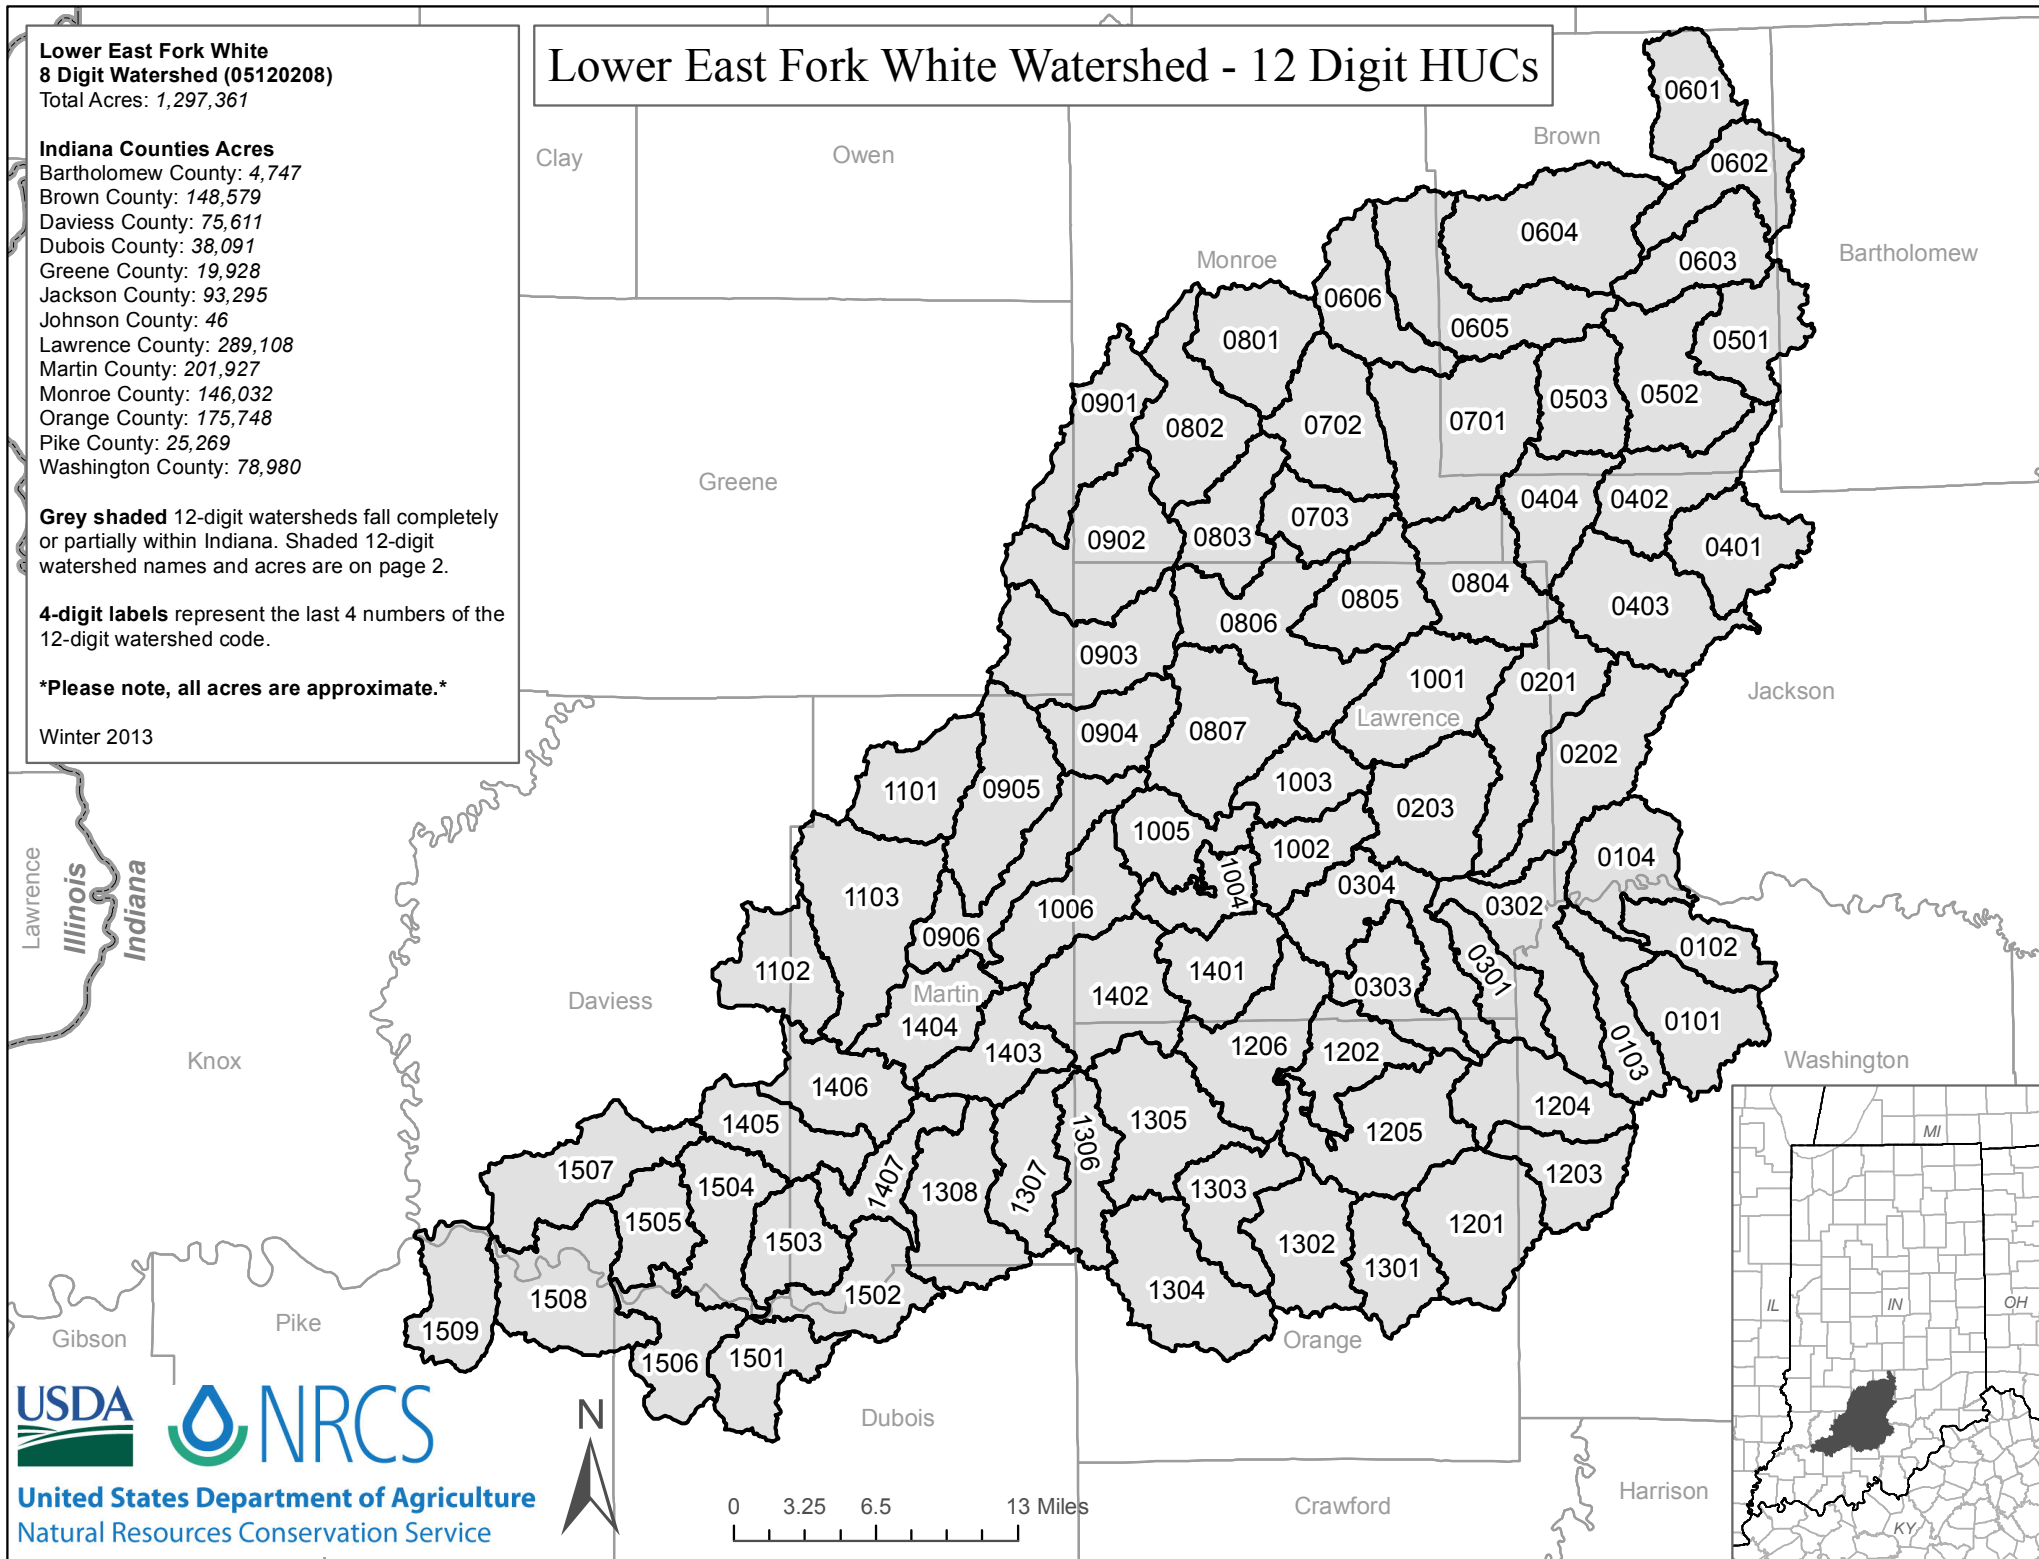 Lower East Fork White Watershed - 12 Digit HUCs
Lower East Fork White
8 Digit Watershed (05120208)
Total Acres: 1,297,361
Indiana Counties Acres
Bartholomew County: 4,747
Brown County: 148,579
Daviess County: 75,611
Dubois County: 38,091
Greene County: 19,928
Jackson County: 93,295
Johnson County: 46
Lawrence County: 289,108
Martin County: 201,927
Monroe County: 146,032
Orange County: 175,748
Pike County: 25,269
Washington County: 78,980
Grey shaded 12-digit watersheds fall completely
or partially within Indiana. Shaded 12-digit
watershed names and acres are on page 2.
4-digit labels represent the last 4 numbers of the
12-digit watershed code.
*Please note, all acres are approximate.*
Winter 2013
0601
Brown
Clay
Owen
0602
0604
Monroe
0603
Bartholomew
0606
0605
0801
0501
0901
0503
0502
0802
0702
0701
Greene
0404
0402
0703
0902
0803
0401
0804
0805
0403
0806
0903
1001
0201
Jackson
Lawrence
0904
0807
0202
1101
0905
1003
0203
1005
1002
0104
Lawrence
Illinois
Indiana
1103
1004
0304
1006
0302
0906
0102
1102
1401
0301
0303
Martin
1402
Daviess
1404
0101
1206
1202
0103
1403
Knox
Washington
1406
1204
1305
1405
1205
1306
1507
1407
1203
1504
1308
1307
1303
1505
1201
1503
1302
1301
1508
1502
1304
1509
Pike
Gibson
Orange
1506
1501
Dubois
MI
IL
IN
OH
KY
USDA
NRCS
N
United States Department of Agriculture
Natural Resources Conservation Service
0 3.25 6.5 13 Miles
Crawford
Harrison